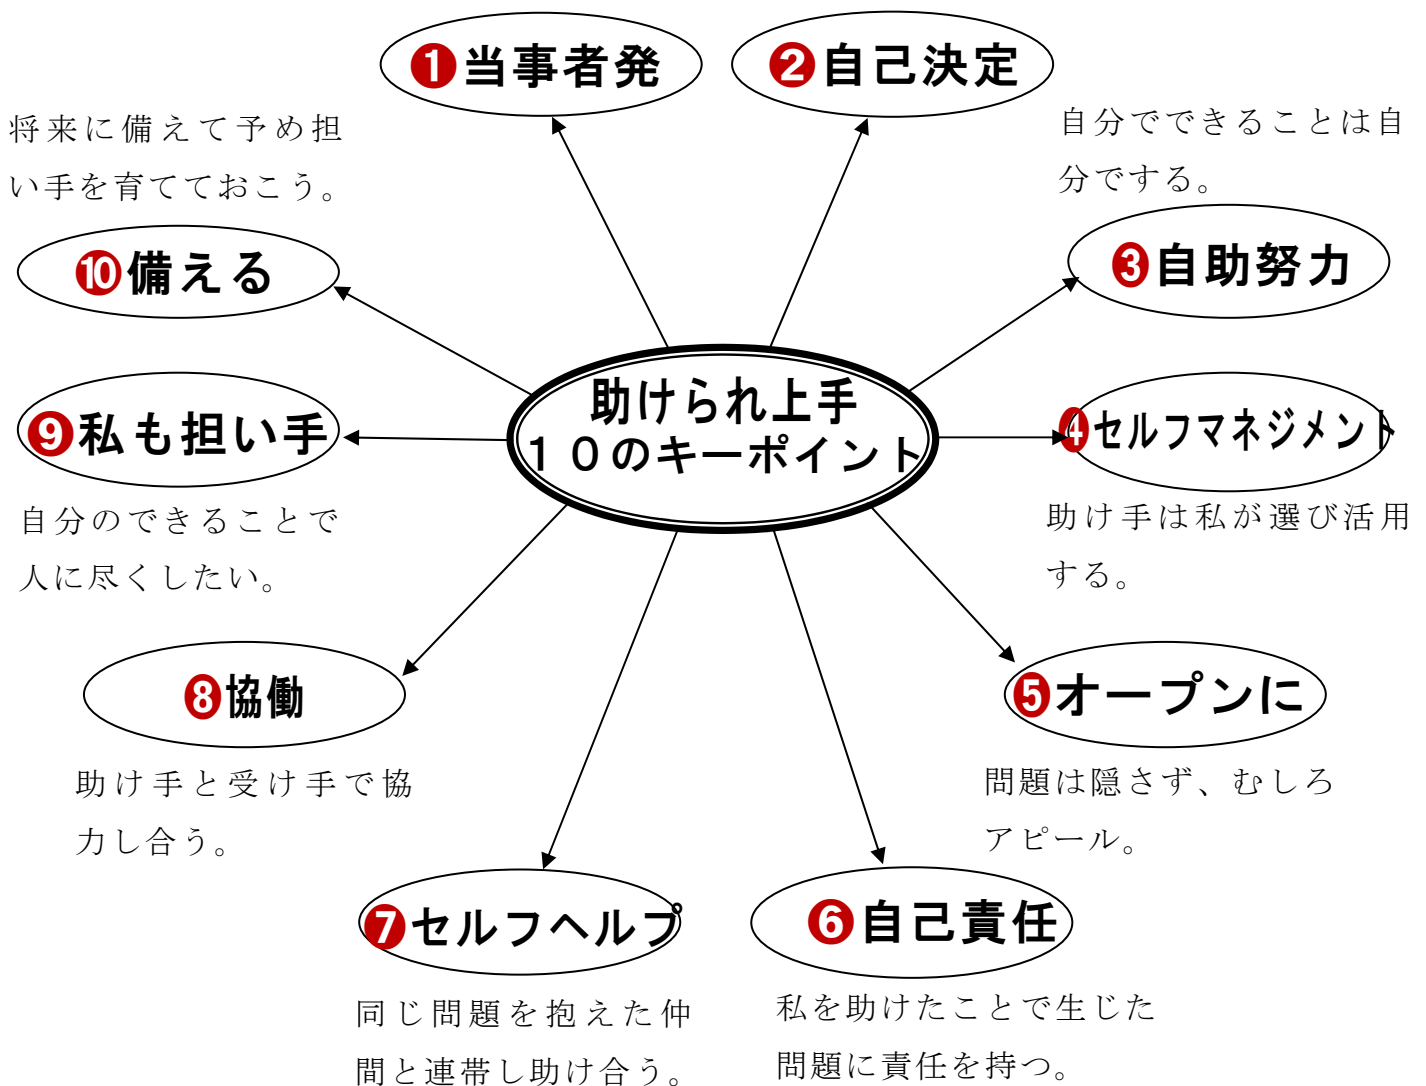 助けられ上手
１０のキーポイント
❶当事者発
❷自己決定
自分でできることは自
分でする。
❸自助努力
❹セルフマネジメント
助け手は私が選び活用
する。
❺オープンに
問題は隠さず、むしろ
アピール。
❻自己責任
私を助けたことで生じた
問題に責任を持つ。
❼セルフヘルプ
同じ問題を抱えた仲
間と連帯し助け合う。
❽協働
助け手と受け手で協
力し合う。
❾私も担い手
自分のできることで
人に尽くしたい。
将来に備えて予め担
い手を育てておこう。
❿備える